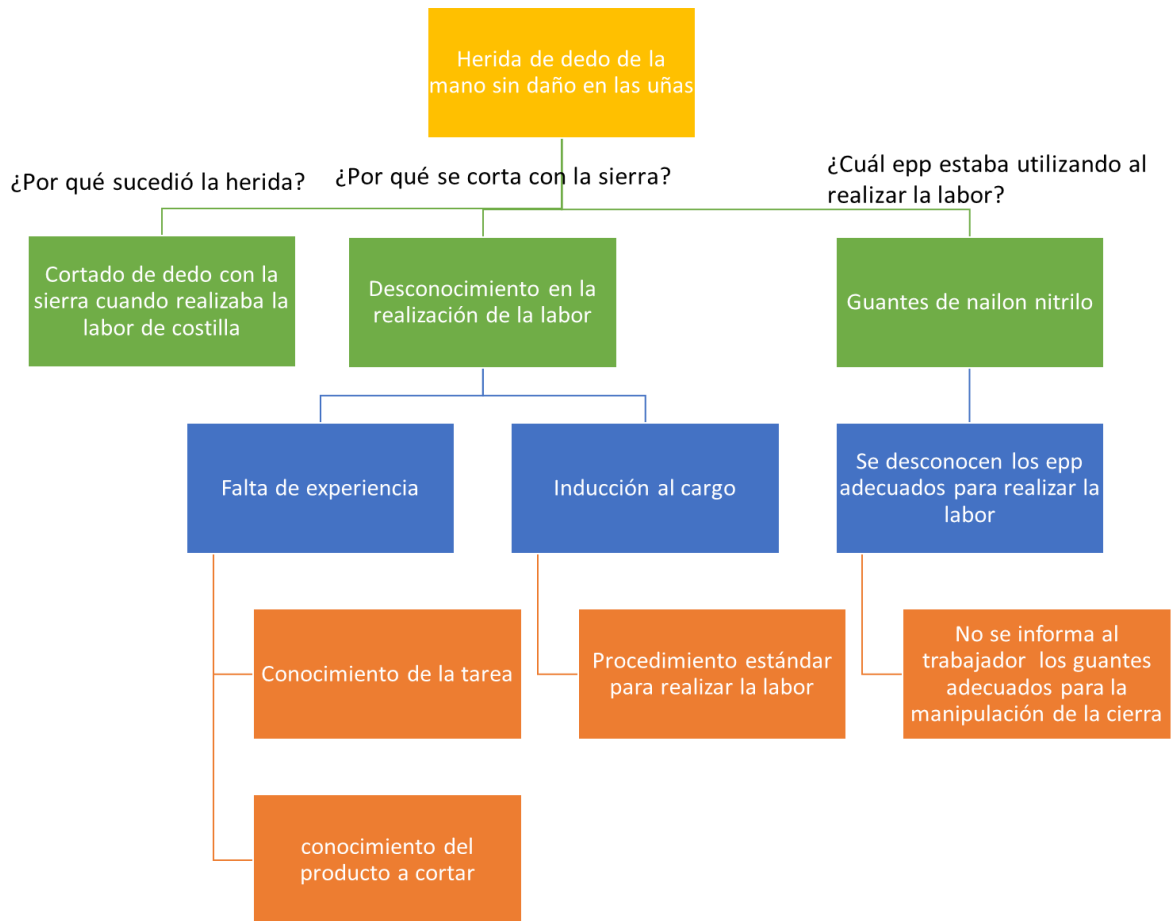 Herida de dedo de la
mano sin daño en las uñas
¿Por qué sucedió la herida?
¿Por qué se corta con la sierra?
¿Cuál epp estaba utilizando al
realizar la labor?
Cortado de dedo con la
sierra cuando realizaba la
labor de costilla
Desconocimiento en la
realización de la labor
Guantes de nailon nitrilo
Falta de experiencia
Inducción al cargo
Se desconocen los epp
adecuados para realizar la
labor
Conocimiento de la tarea
Procedimiento estándar
para realizar la labor
No se informa al
trabajador los guantes
adecuados para la
manipulación de la cierra
conocimiento del
producto a cortar